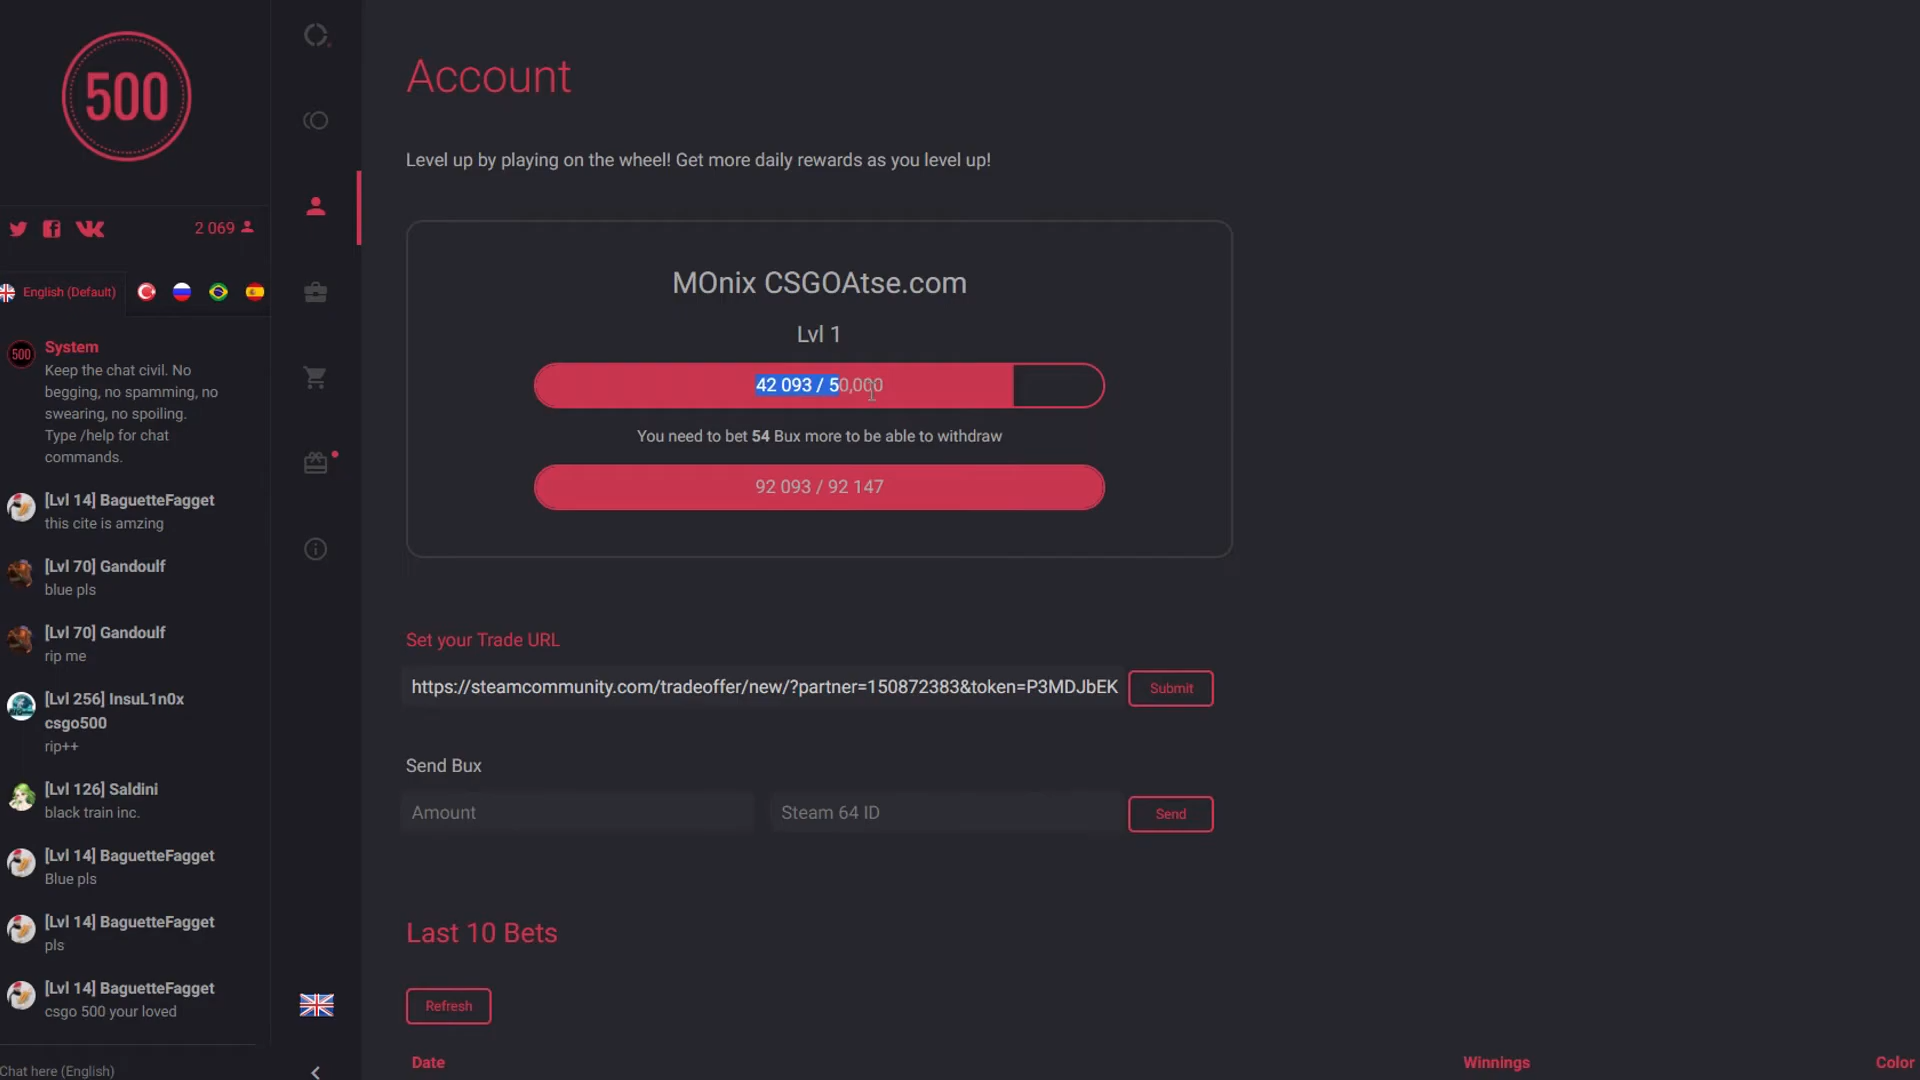 500
2 069
English (Default)
500
System
Keep the chat civil. No
begging, no spamming, no
swearing, no spoiling.
Type /help for chat
commands.
[Lvl 14] BaguetteFagget
this cite is amzing
[Lvl 70] Gandoulf
blue pls
[Lvl 70] Gandoulf
rip me
[Lvl 256] InsuL1n0x
csgo500
rip++
[Lvl 126] Saldini
black train inc.
[Lvl 14] BaguetteFagget
Blue pls
[Lvl 14] BaguetteFagget
pls
[Lvl 14] BaguetteFagget
csgo 500 your loved
Chat here (English)
Account
Level up by playing on the wheel! Get more daily rewards as you level up!
MOnix CSGOAtse.com
Lvl 1
42 093 / 50,000
You need to bet 54 Bux more to be able to withdraw
92 093 / 92 147
Set your Trade URL
https://steamcommunity.com/tradeoffer/new/?partner=150872383&token=P3MDJbEK
Submit
Send Bux
Amount
Steam 64 ID
Send
Last 10 Bets
Refresh
Date
Winnings
Color